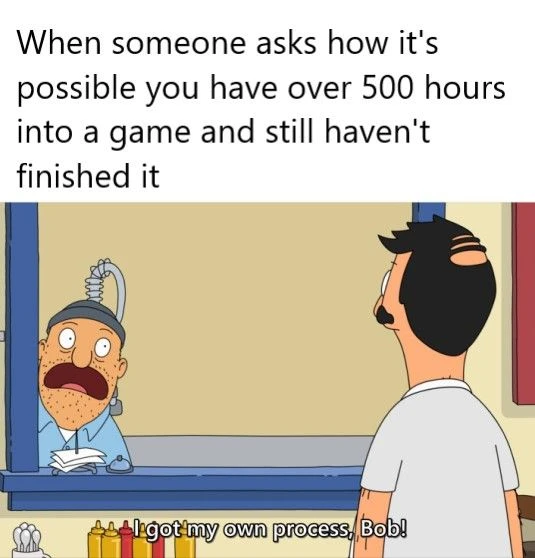 When someone asks how it's
possible you have over 500 hours
into a game and still haven't
finished it
I got my own process, Bob!